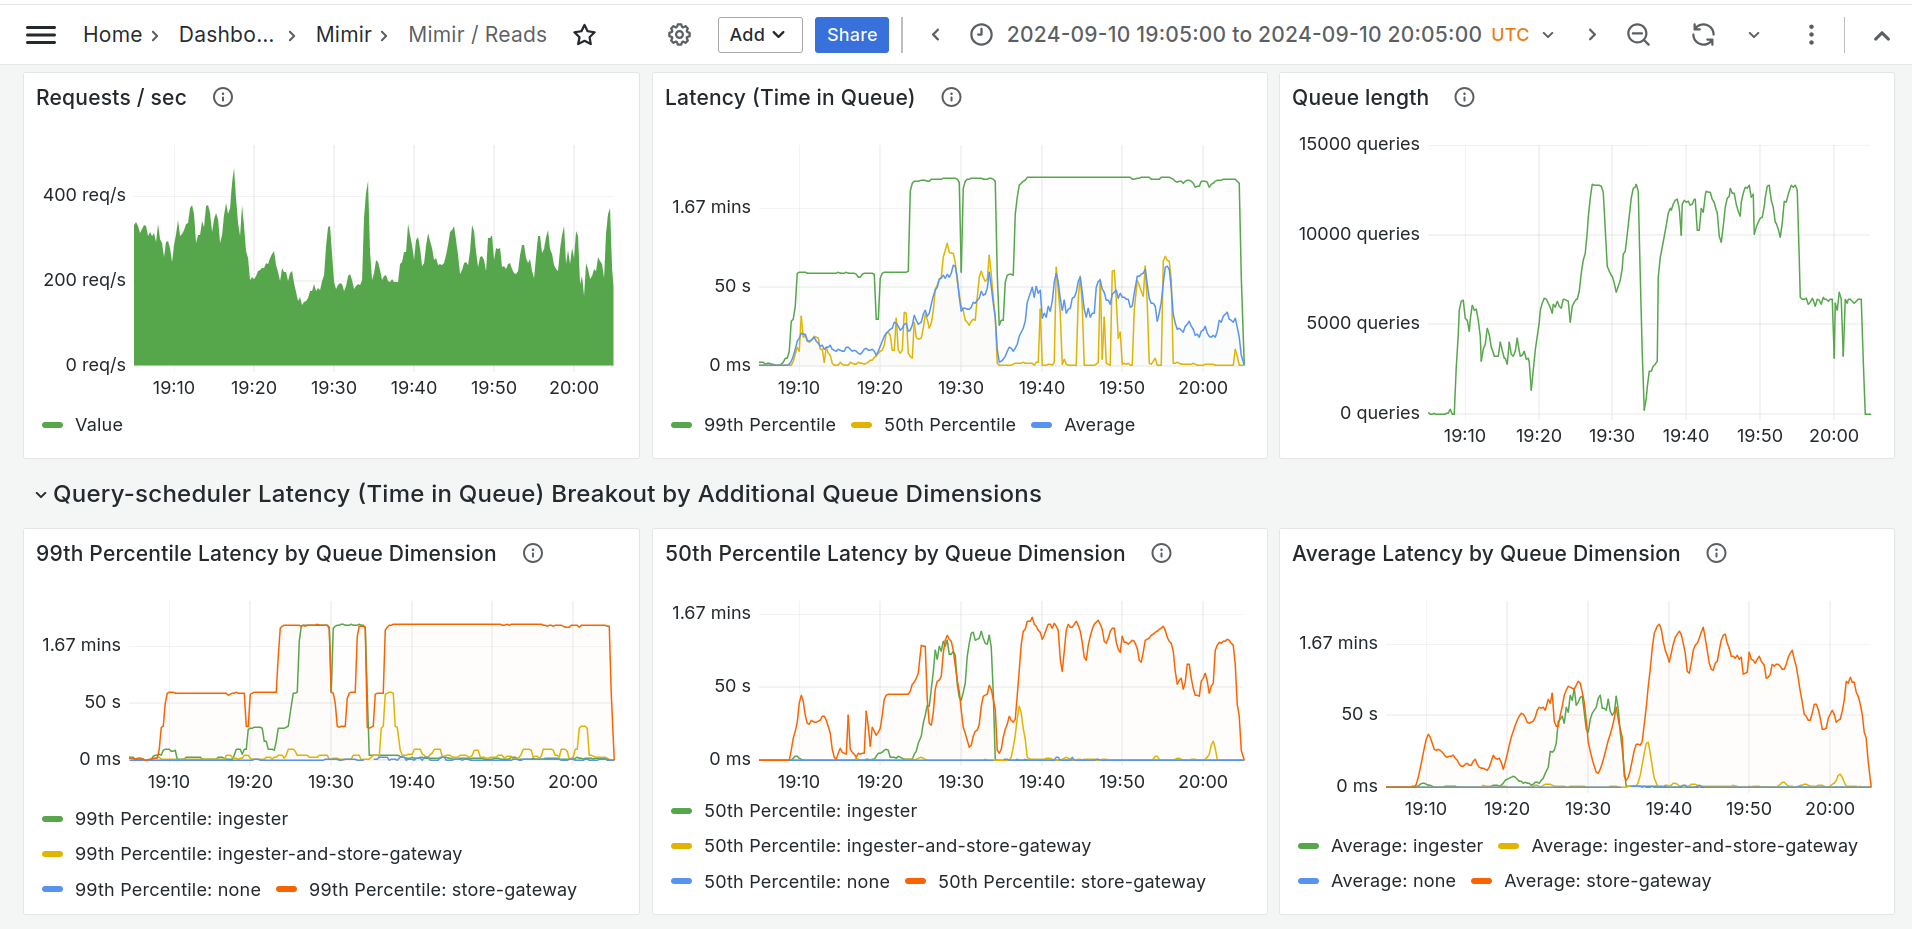 Home › Dashbo... › Mimir › Mimir / Reads Add Share 2024-09-10 19:05:00 to 2024-09-10 20:05:00 UTC
Requests / sec
400 req/s
200 req/s
0 req/s
19:10 19:20 19:30 19:40 19:50 20:00
Value
Latency (Time in Queue)
1.67 mins
50 s
0 ms
19:10 19:20 19:30 19:40 19:50 20:00
99th Percentile 50th Percentile Average
Queue length
15000 queries
10000 queries
5000 queries
0 queries
19:10 19:20 19:30 19:40 19:50 20:00
Query-scheduler Latency (Time in Queue) Breakout by Additional Queue Dimensions
99th Percentile Latency by Queue Dimension
1.67 mins
50 s
0 ms
19:10 19:20 19:30 19:40 19:50 20:00
99th Percentile: ingester
99th Percentile: ingester-and-store-gateway
99th Percentile: none 99th Percentile: store-gateway
50th Percentile Latency by Queue Dimension
1.67 mins
50 s
0 ms
19:10 19:20 19:30 19:40 19:50 20:00
50th Percentile: ingester
50th Percentile: ingester-and-store-gateway
50th Percentile: none 50th Percentile: store-gateway
Average Latency by Queue Dimension
1.67 mins
50 s
0 ms
19:10 19:20 19:30 19:40 19:50 20:00
Average: ingester Average: ingester-and-store-gateway
Average: none Average: store-gateway